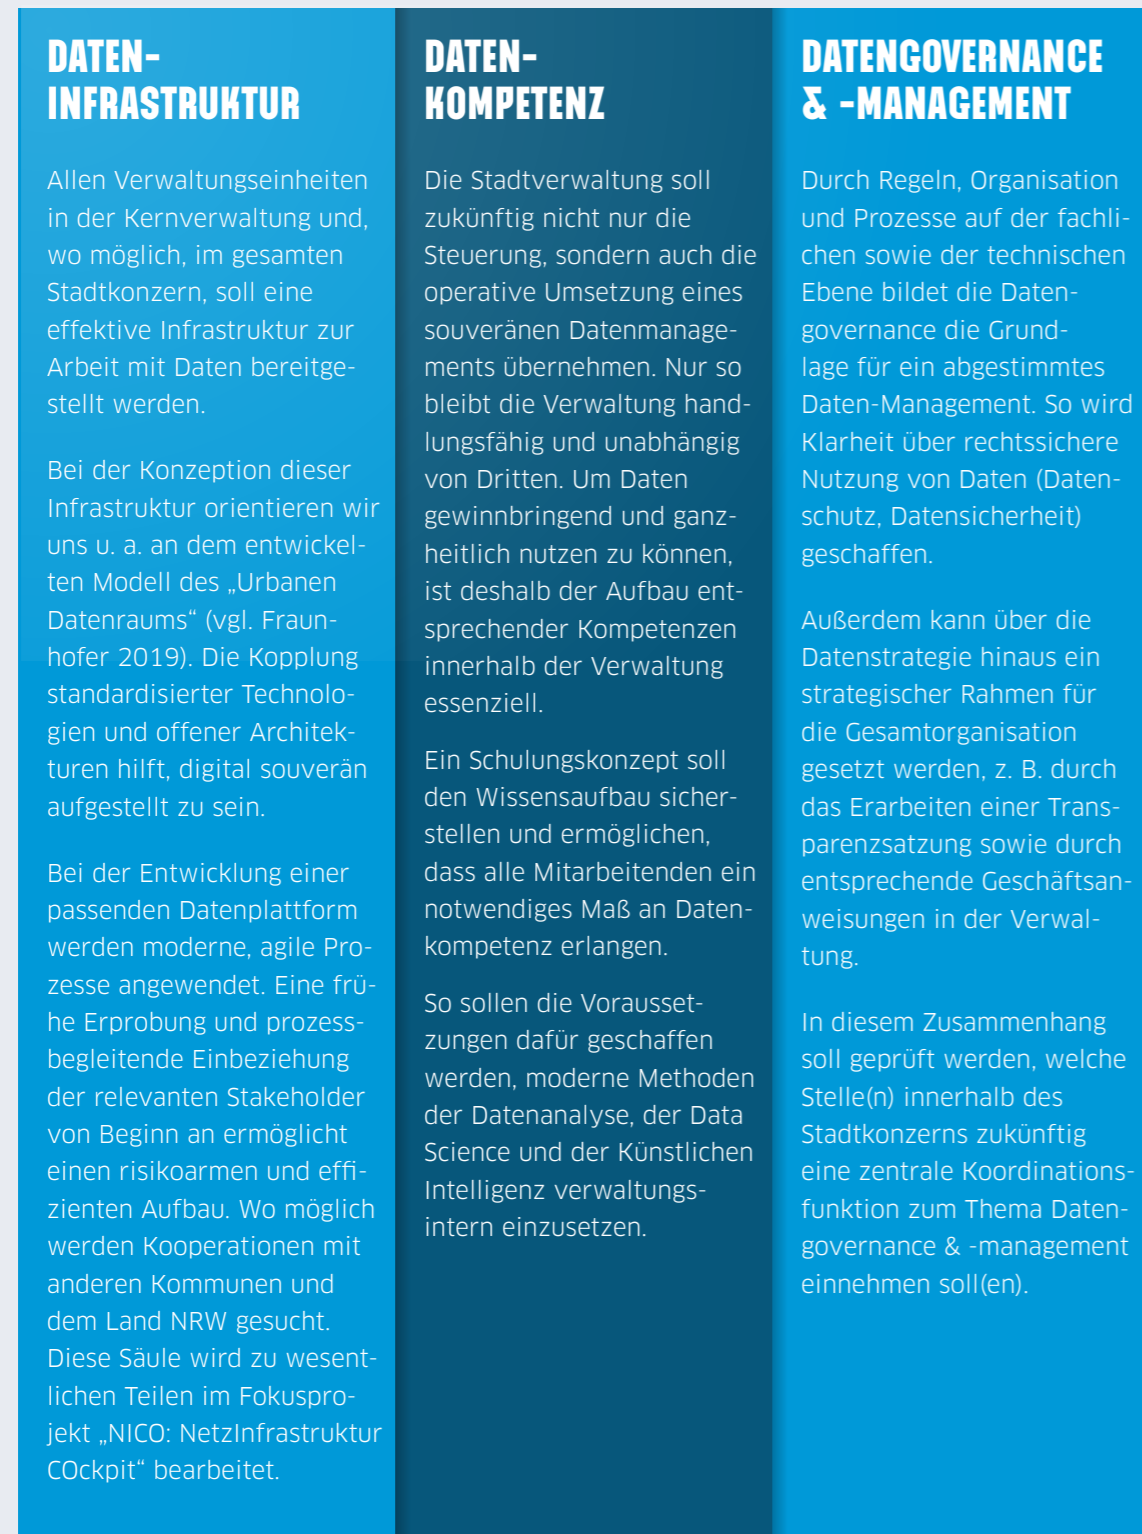 DATEN-
INFRASTRUKTUR
Allen Verwaltungseinheiten
in der Kernverwaltung und,
wo möglich, im gesamten
Stadtkonzern, soll eine
effektive Infrastruktur zur
Arbeit mit Daten bereitge-
stellt werden.
Bei der Konzeption dieser
Infrastruktur orientieren wir
uns u. a. an dem entwickel-
ten Modell des „Urbanen
Datenraums“ (vgl. Fraun-
hofer 2019). Die Kopplung
standardisierter Technolo-
gien und offener Architek-
turen hilft, digital souverän
aufgestellt zu sein.
Bei der Entwicklung einer
passenden Datenplattform
werden moderne, agile Pro-
zesse angewendet. Eine frü-
he Erprobung und prozess-
begleitende Einbeziehung
der relevanten Stakeholder
von Beginn an ermöglicht
einen risikoarmen und effi-
zienten Aufbau. Wo möglich
werden Kooperationen mit
anderen Kommunen und
dem Land NRW gesucht.
Diese Säule wird zu wesent-
lichen Teilen im Fokuspro-
jekt „NICO: NetzInfrastruktur
COckpit“ bearbeitet.
DATEN-
KOMPETENZ
Die Stadtverwaltung soll
zukünftig nicht nur die
Steuerung, sondern auch die
operative Umsetzung eines
souveränen Datenmanage-
ments übernehmen. Nur so
bleibt die Verwaltung hand-
lungsfähig und unabhängig
von Dritten. Um Daten
gewinnbringend und ganz-
heitlich nutzen zu können,
ist deshalb der Aufbau ent-
sprechender Kompetenzen
innerhalb der Verwaltung
essenziell.
Ein Schulungskonzept soll
den Wissensaufbau sicher-
stellen und ermöglichen,
dass alle Mitarbeitenden ein
notwendiges Maß an Daten-
kompetenz erlangen.
So sollen die Vorausset-
zungen dafür geschaffen
werden, moderne Methoden
der Datenanalyse, der Data
Science und der Künstlichen
Intelligenz verwaltungs-
intern einzusetzen.
DATENGOVERNANCE
& -MANAGEMENT
Durch Regeln, Organisation
und Prozesse auf der fachli-
chen sowie der technischen
Ebene bildet die Daten-
governance die Grund-
lage für ein abgestimmtes
Daten-Management. So wird
Klarheit über rechtssichere
Nutzung von Daten (Daten-
schutz, Datensicherheit)
geschaffen.
Außerdem kann über die
Datenstrategie hinaus ein
strategischer Rahmen für
die Gesamtorganisation
gesetzt werden, z. B. durch
das Erarbeiten einer Trans-
parenzsatzung sowie durch
entsprechende Geschäftsan-
weisungen in der Verwal-
tung.
In diesem Zusammenhang
soll geprüft werden, welche
Stelle(n) innerhalb des
Stadtkonzerns zukünftig
eine zentrale Koordinations-
funktion zum Thema Daten-
governance & -management
einnehmen soll(en).